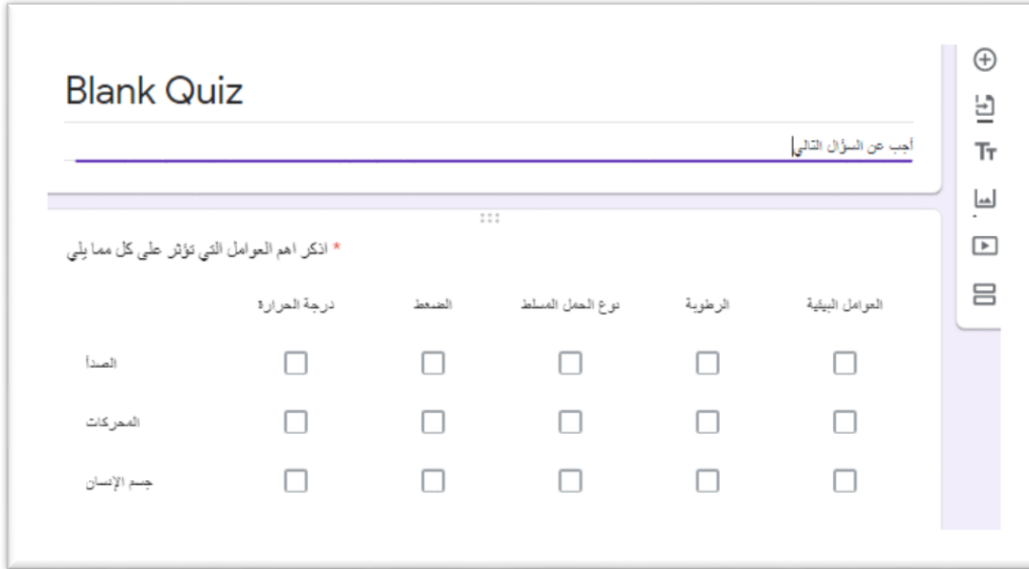 Blank Quiz
أجب عن السؤال التالي
اذكر اهم العوامل التي تؤثر على كل مما يلي *
درجة الحرارة الضغط نوع الحمل المسلط الرطوبة العوامل البيئية
الصدأ
المحركات
جسم الإنسان
Tт